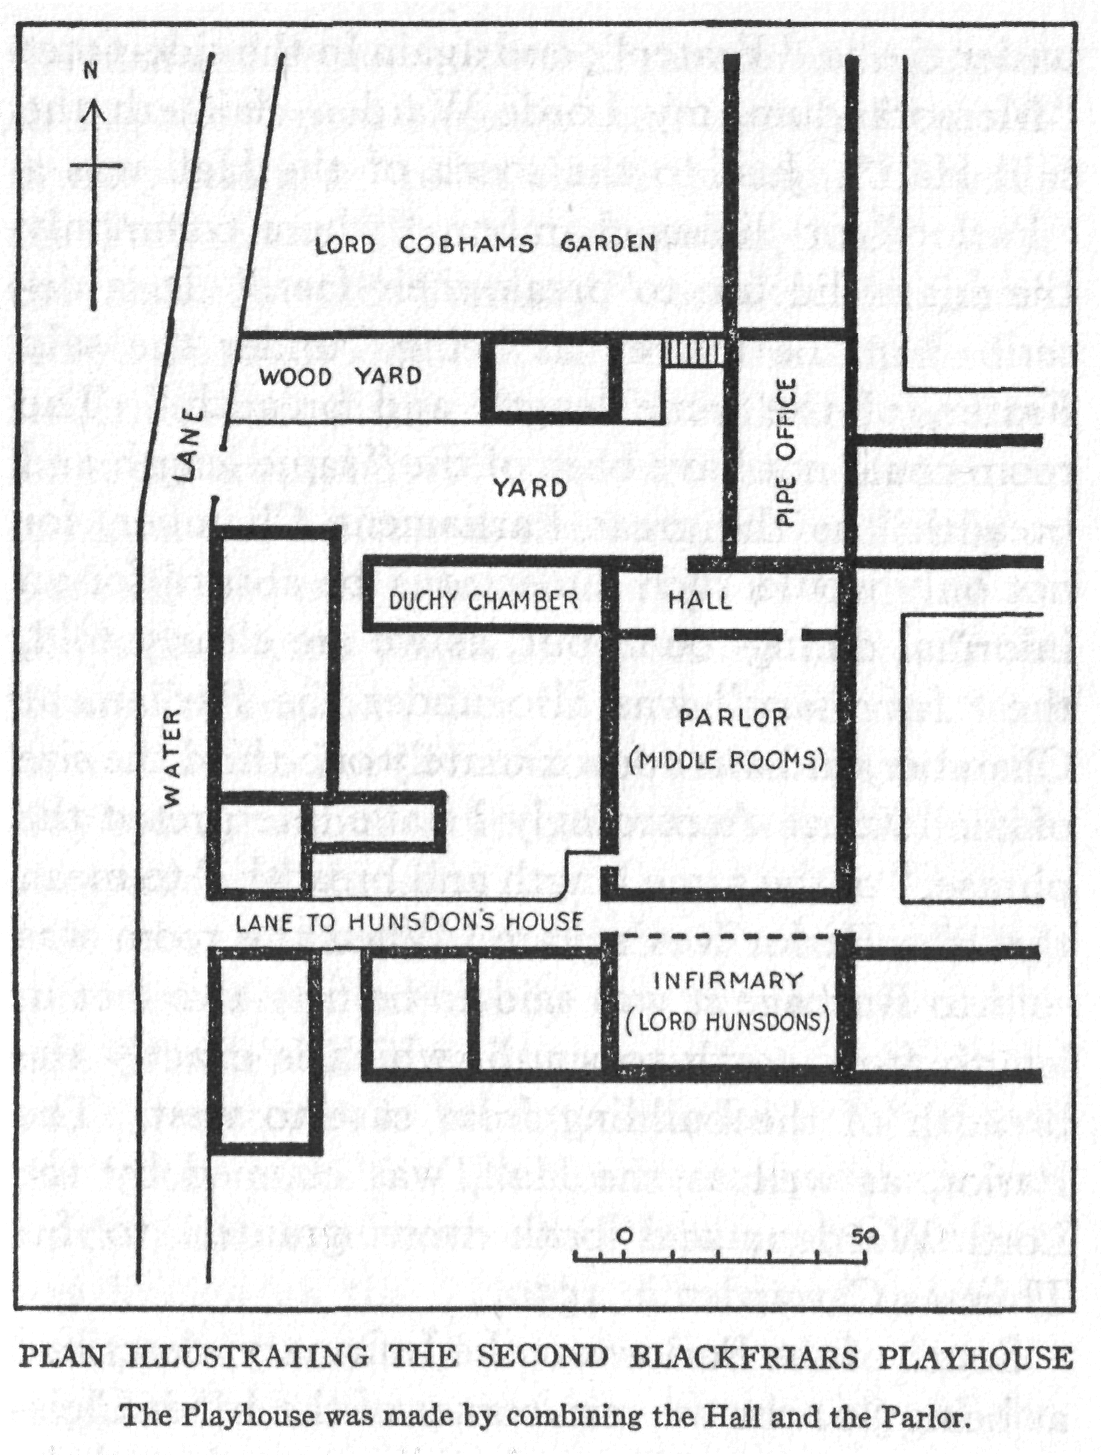 N
LORD COBHAMS GARDEN
WOOD YARD
LANE
PIPE OFFICE
YARD
DUCHY CHAMBER
HALL
WATER
PARLOR
(MIDDLE ROOMS)
LANE TO HUNSDON'S HOUSE
INFIRMARY
(LORD HUNSDONS)
0 50
PLAN ILLUSTRATING THE SECOND BLACKFRIARS PLAYHOUSE
The Playhouse was made by combining the Hall and the Parlor.